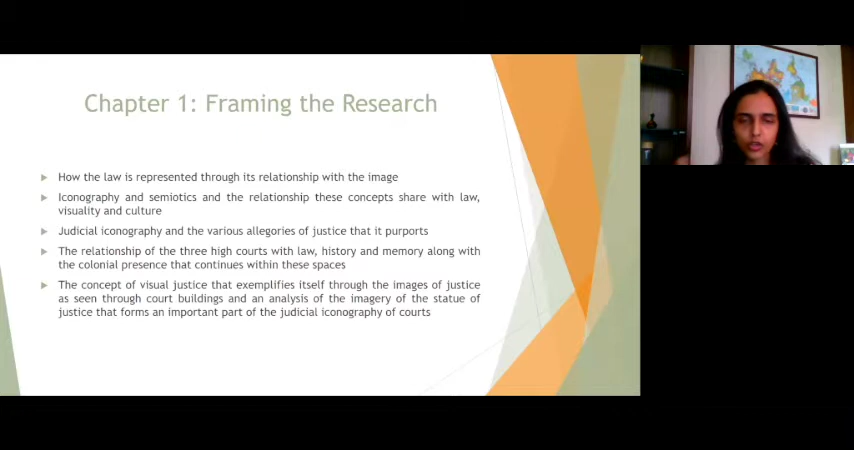 Chapter 1: Framing the Research
How the law is represented through its relationship with the image
Iconography and semiotics and the relationship these concepts share with law,
visuality and culture
Judicial iconography and the various allegories of justice that it purports
The relationship of the three high courts with law, history and memory along with
the colonial presence that continues within these spaces
The concept of visual justice that exemplifies itself through the images of justice
as seen through court buildings and an analysis of the imagery of the statue of
justice that forms an important part of the judicial iconography of courts